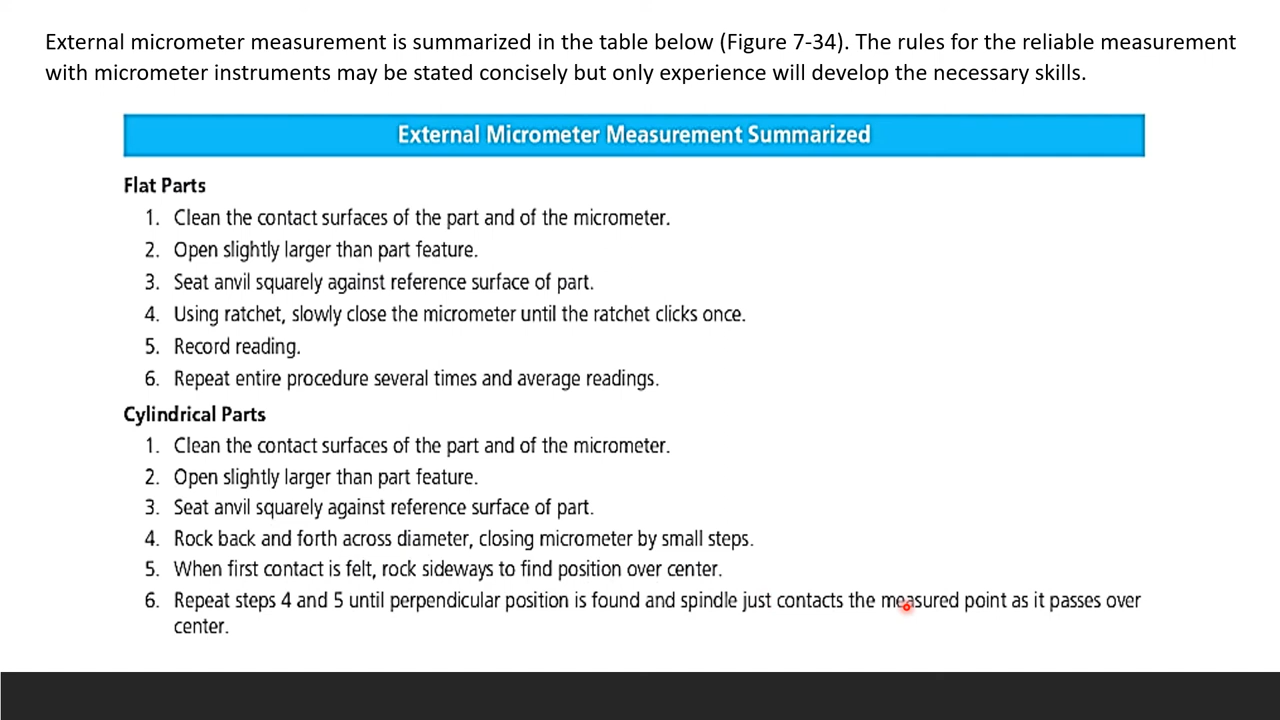 External micrometer measurement is summarized in the table below (Figure 7-34). The rules for the reliable measurement
with micrometer instruments may be stated concisely but only experience will develop the necessary skills.
External Micrometer Measurement Summarized
Flat Parts
1. Clean the contact surfaces of the part and of the micrometer.
2. Open slightly larger than part feature.
3. Seat anvil squarely against reference surface of part.
4. Using ratchet, slowly close the micrometer until the ratchet clicks once.
5. Record reading.
6. Repeat entire procedure several times and average readings.
Cylindrical Parts
1. Clean the contact surfaces of the part and of the micrometer.
2. Open slightly larger than part feature.
3. Seat anvil squarely against reference surface of part.
4. Rock back and forth across diameter, closing micrometer by small steps.
5. When first contact is felt, rock sideways to find position over center.
6. Repeat steps 4 and 5 until perpendicular position is found and spindle just contacts the measured point as it passes over
center.